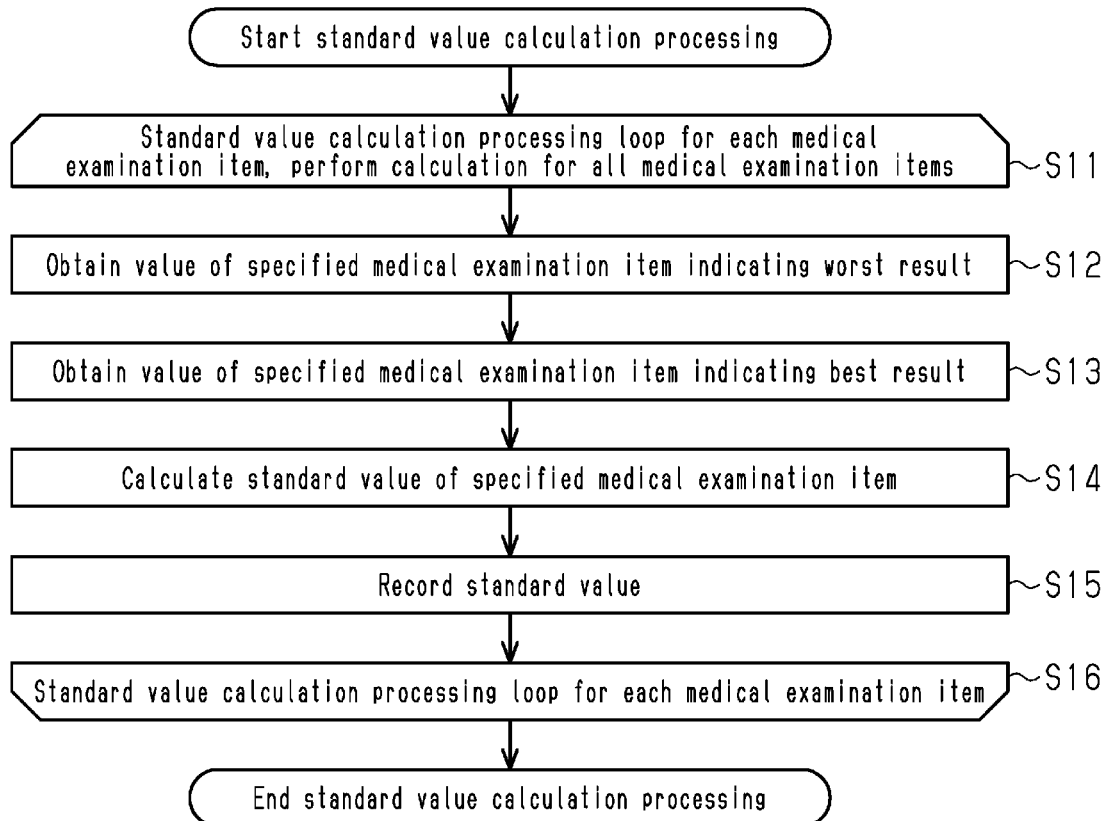 Start standard value calculation processing
Standard value calculation processing loop for each medical
examination item, perform calculation for all medical examination items
S11
Obtain value of specified medical examination item indicating worst result
S12
Obtain value of specified medical examination item indicating best result
S13
Calculate standard value of specified medical examination item
S14
Record standard value
S15
Standard value calculation processing loop for each medical examination item
S16
End standard value calculation processing